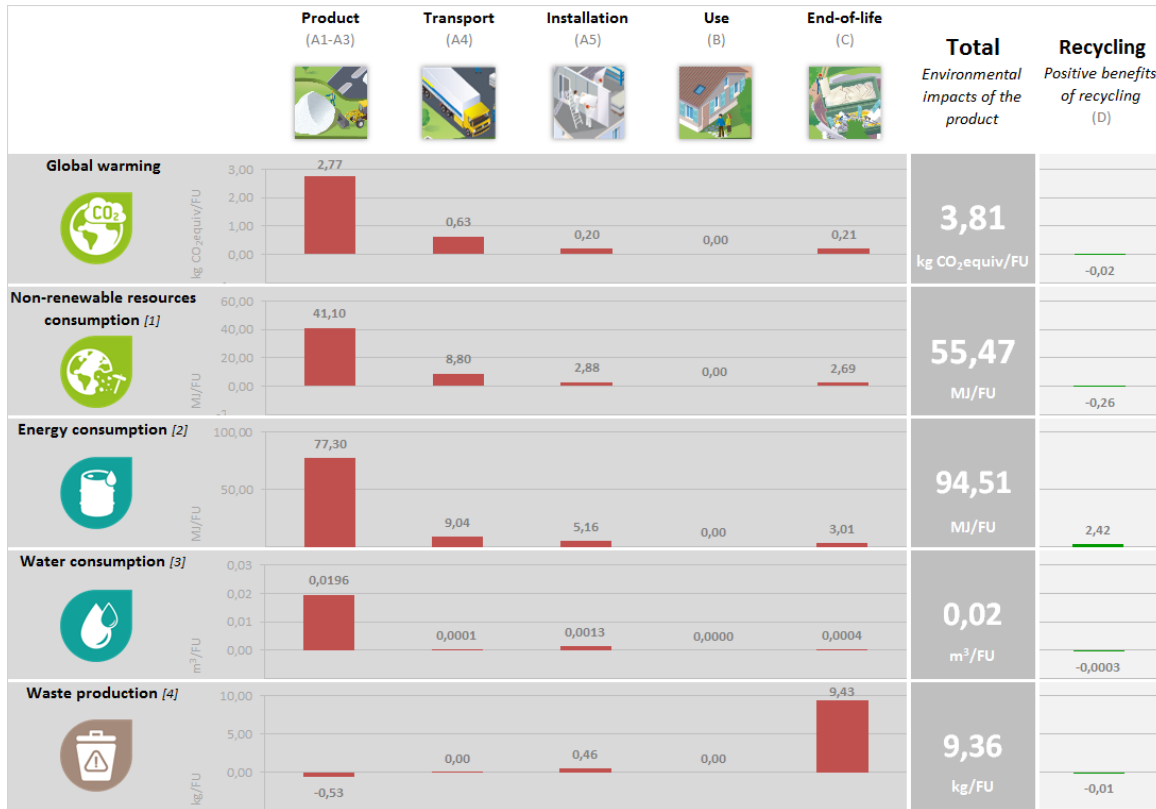 Product
(A1-A3)
Transport
(A4)
Installation
(A5)
Use
(B)
End-of-life
(C)
Total
Environmental
impacts of the
product
Recycling
Positive benefits
of recycling
(D)
Global warming
CO2
kg CO2equiv/FU
3,00
2,00
1,00
0,00
2,77
0,63
0,20
0,00
0,21
3,81
kg CO2equiv/FU
-0,02
Non-renewable resources
consumption [1]
MJ/FU
60,00
40,00
20,00
0,00
41,10
8,80
2,88
0,00
2,69
55,47
MJ/FU
-0,26
Energy consumption [2]
MJ/FU
100,00
50,00
77,30
9,04
5,16
0,00
3,01
94,51
MJ/FU
2,42
Water consumption [3]
m³/FU
0,03
0,02
0,01
0,00
0,0196
0,0001
0,0013
0,0000
0,0004
0,02
m³/FU
-0,0003
Waste production [4]
kg/FU
10,00
5,00
0,00
-0,53
0,00
0,46
0,00
9,43
9,36
kg/FU
-0,01